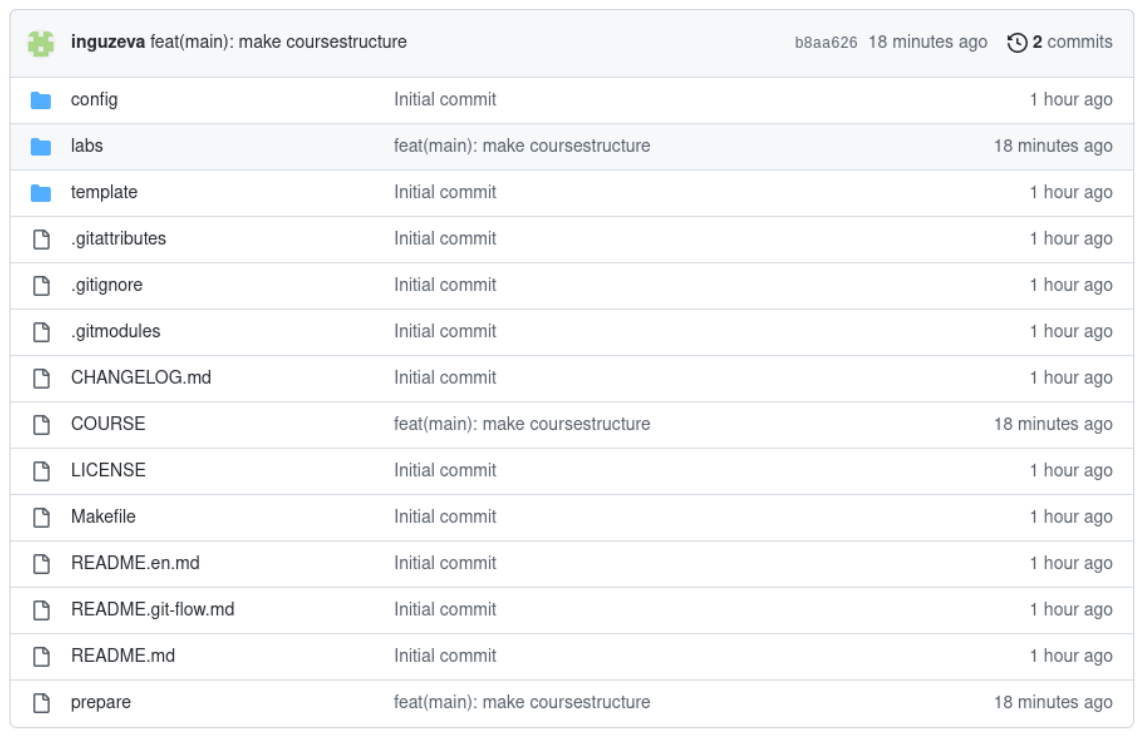 inguzeva feat(main): make coursestructure b8aa626 18 minutes ago 2 commits
config Initial commit 1 hour ago
labs feat(main): make coursestructure 18 minutes ago
template Initial commit 1 hour ago
.gitattributes Initial commit 1 hour ago
.gitignore Initial commit 1 hour ago
.gitmodules Initial commit 1 hour ago
CHANGELOG.md Initial commit 1 hour ago
COURSE feat(main): make coursestructure 18 minutes ago
LICENSE Initial commit 1 hour ago
Makefile Initial commit 1 hour ago
README.en.md Initial commit 1 hour ago
README.git-flow.md Initial commit 1 hour ago
README.md Initial commit 1 hour ago
prepare feat(main): make coursestructure 18 minutes ago